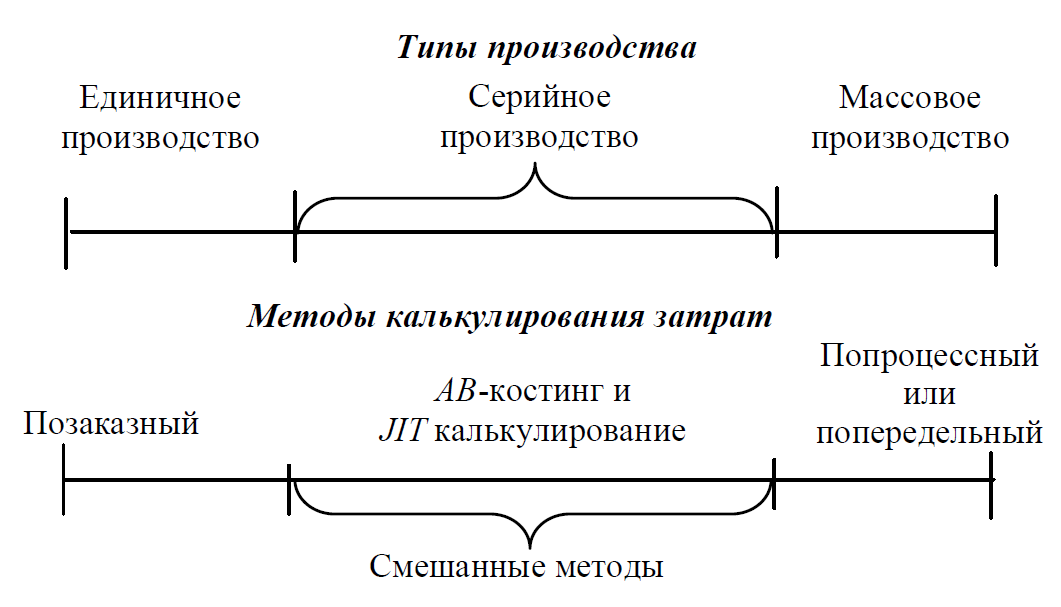 Типы производства
Единичное
производство
Серийное
производство
Массовое
производство
Методы калькулирования затрат
Позаказный
АВ-костинг и
JIT калькулирование
Попроцессный
или
попередельный
Смешанные методы